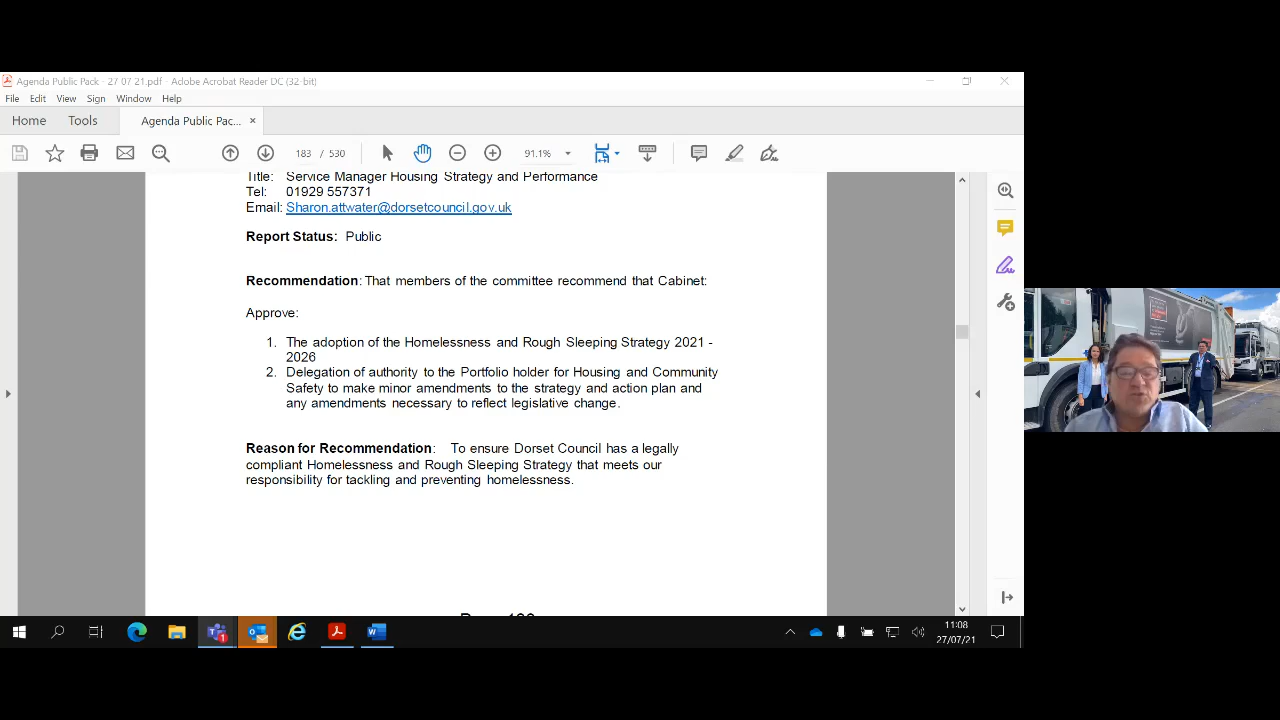 Agenda Public Pack - 27 07 21.pdf - Adobe Acrobat Reader DC (32-bit)
File Edit View Sign Window Help
Home Tools Agenda Public Pac... ×
183 / 530 91.1%
Title: Service Manager Housing Strategy and Performance
Tel: 01929 557371
Email: Sharon.attwater@dorsetcouncil.gov.uk
Report Status: Public
Recommendation: That members of the committee recommend that Cabinet:
Approve:
1. The adoption of the Homelessness and Rough Sleeping Strategy 2021 -
2026
2. Delegation of authority to the Portfolio holder for Housing and Community
Safety to make minor amendments to the strategy and action plan and
any amendments necessary to reflect legislative change.
Reason for Recommendation: To ensure Dorset Council has a legally
compliant Homelessness and Rough Sleeping Strategy that meets our
responsibility for tackling and preventing homelessness.
11:08
27/07/21